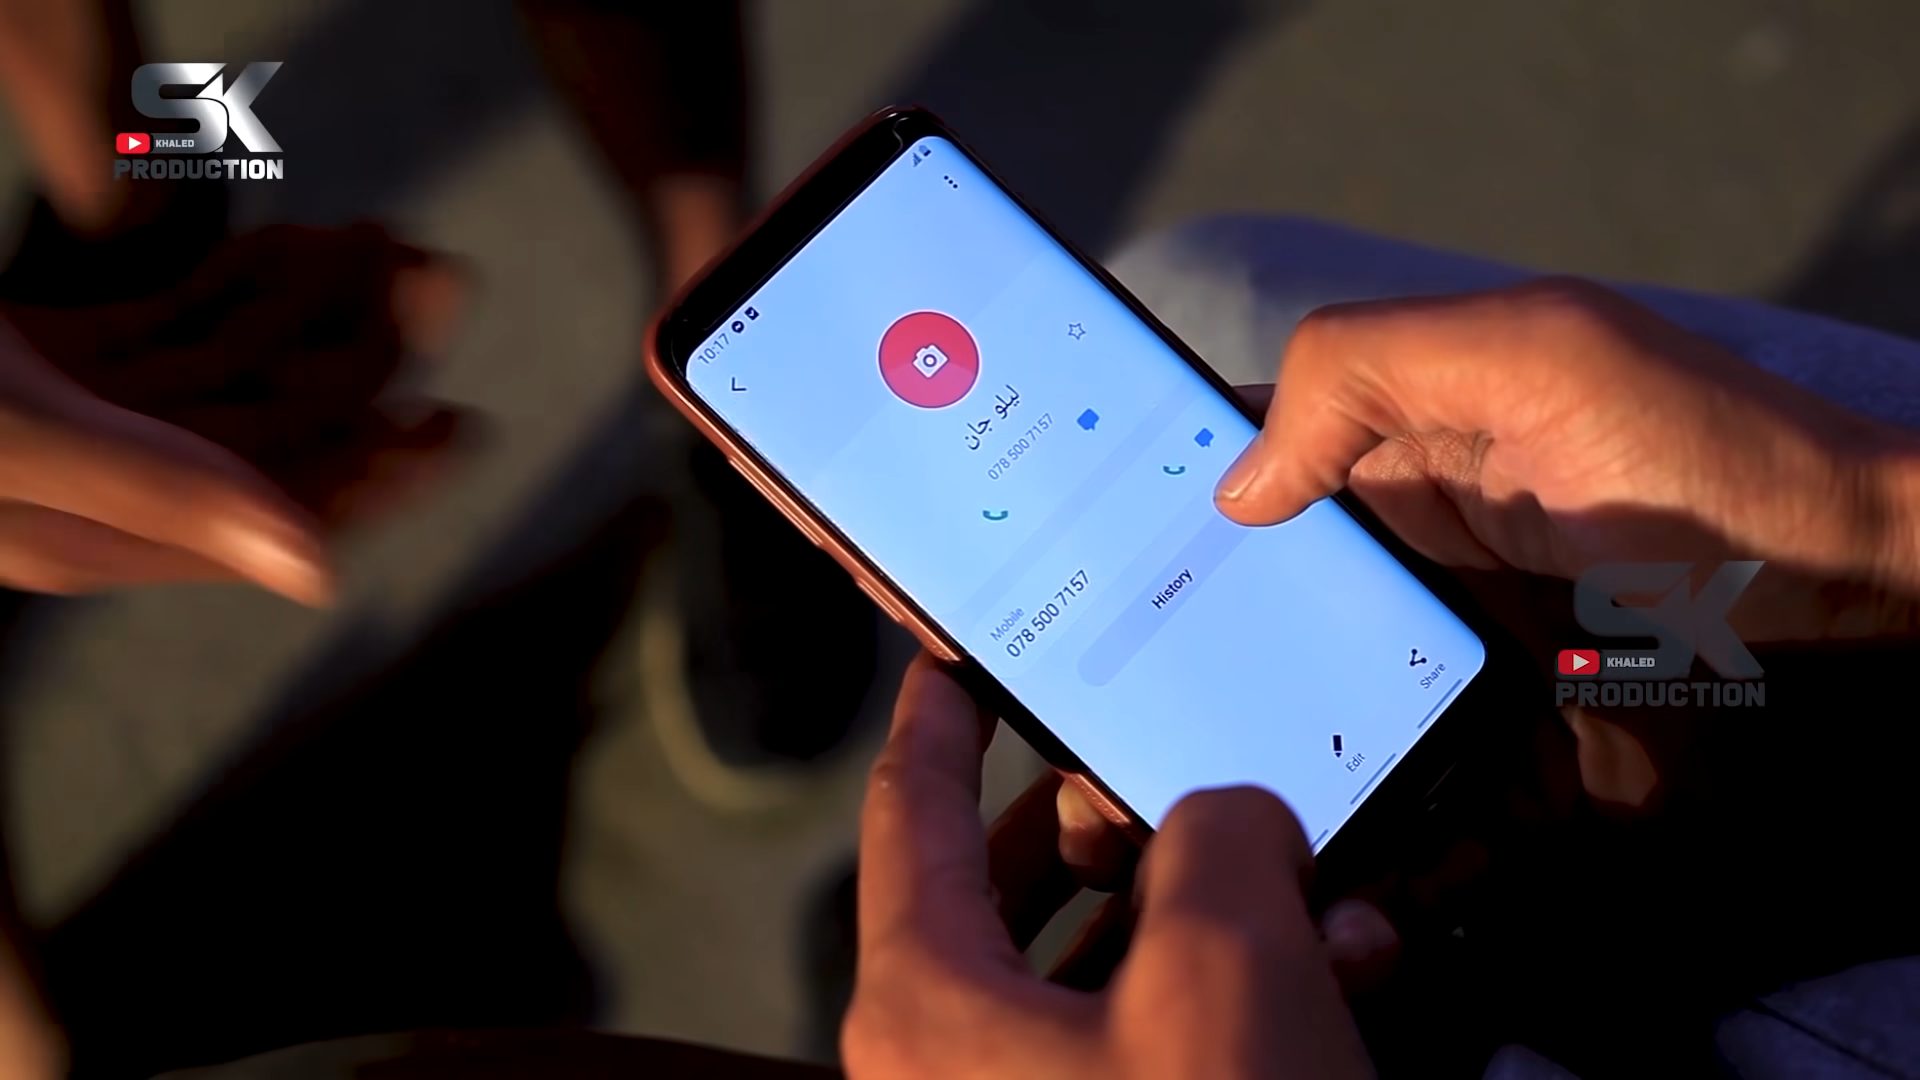 SK
KHALED
PRODUCTION
10:17
ليلو جان
078 500 7157
Mobile
078 500 7157
History
Edit
Share
SK
KHALED
PRODUCTION